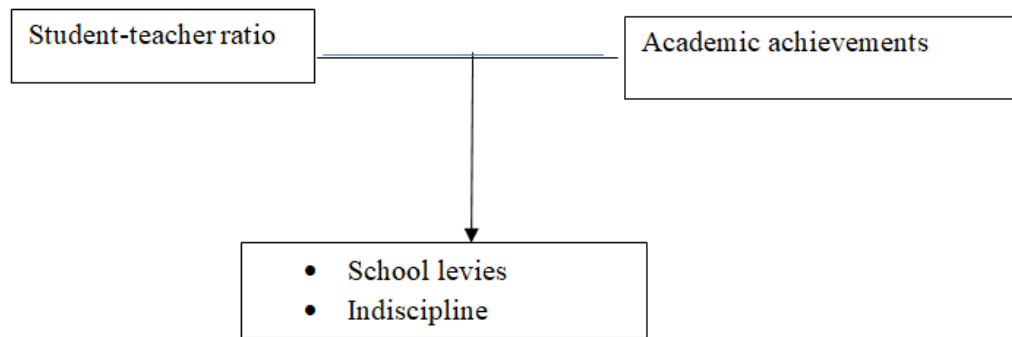 Student-teacher ratio
Academic achievements
• School levies
• Indiscipline